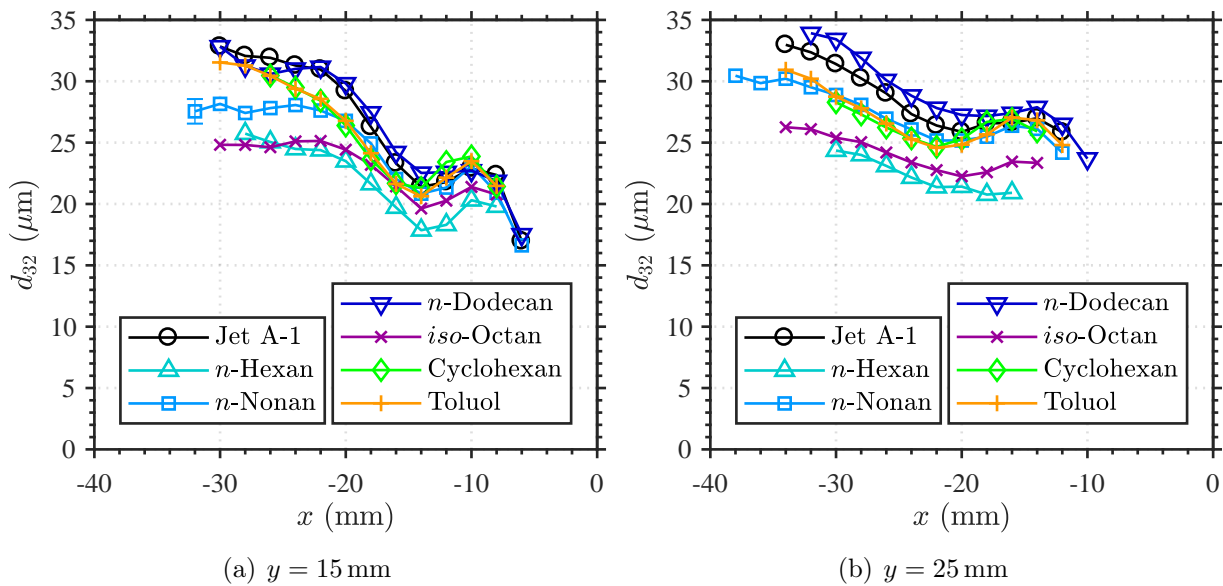 35
30
25
20
15
10
5
0
d32 (µm)
Jet A-1
n-Hexan
n-Nonan
n-Dodecan
iso-Octan
Cyclohexan
Toluol
-40 -30 -20 -10 0
x (mm)
(a) y = 15 mm
35
30
25
20
15
10
5
0
d32 (µm)
Jet A-1
n-Hexan
n-Nonan
n-Dodecan
iso-Octan
Cyclohexan
Toluol
-40 -30 -20 -10 0
x (mm)
(b) y = 25 mm